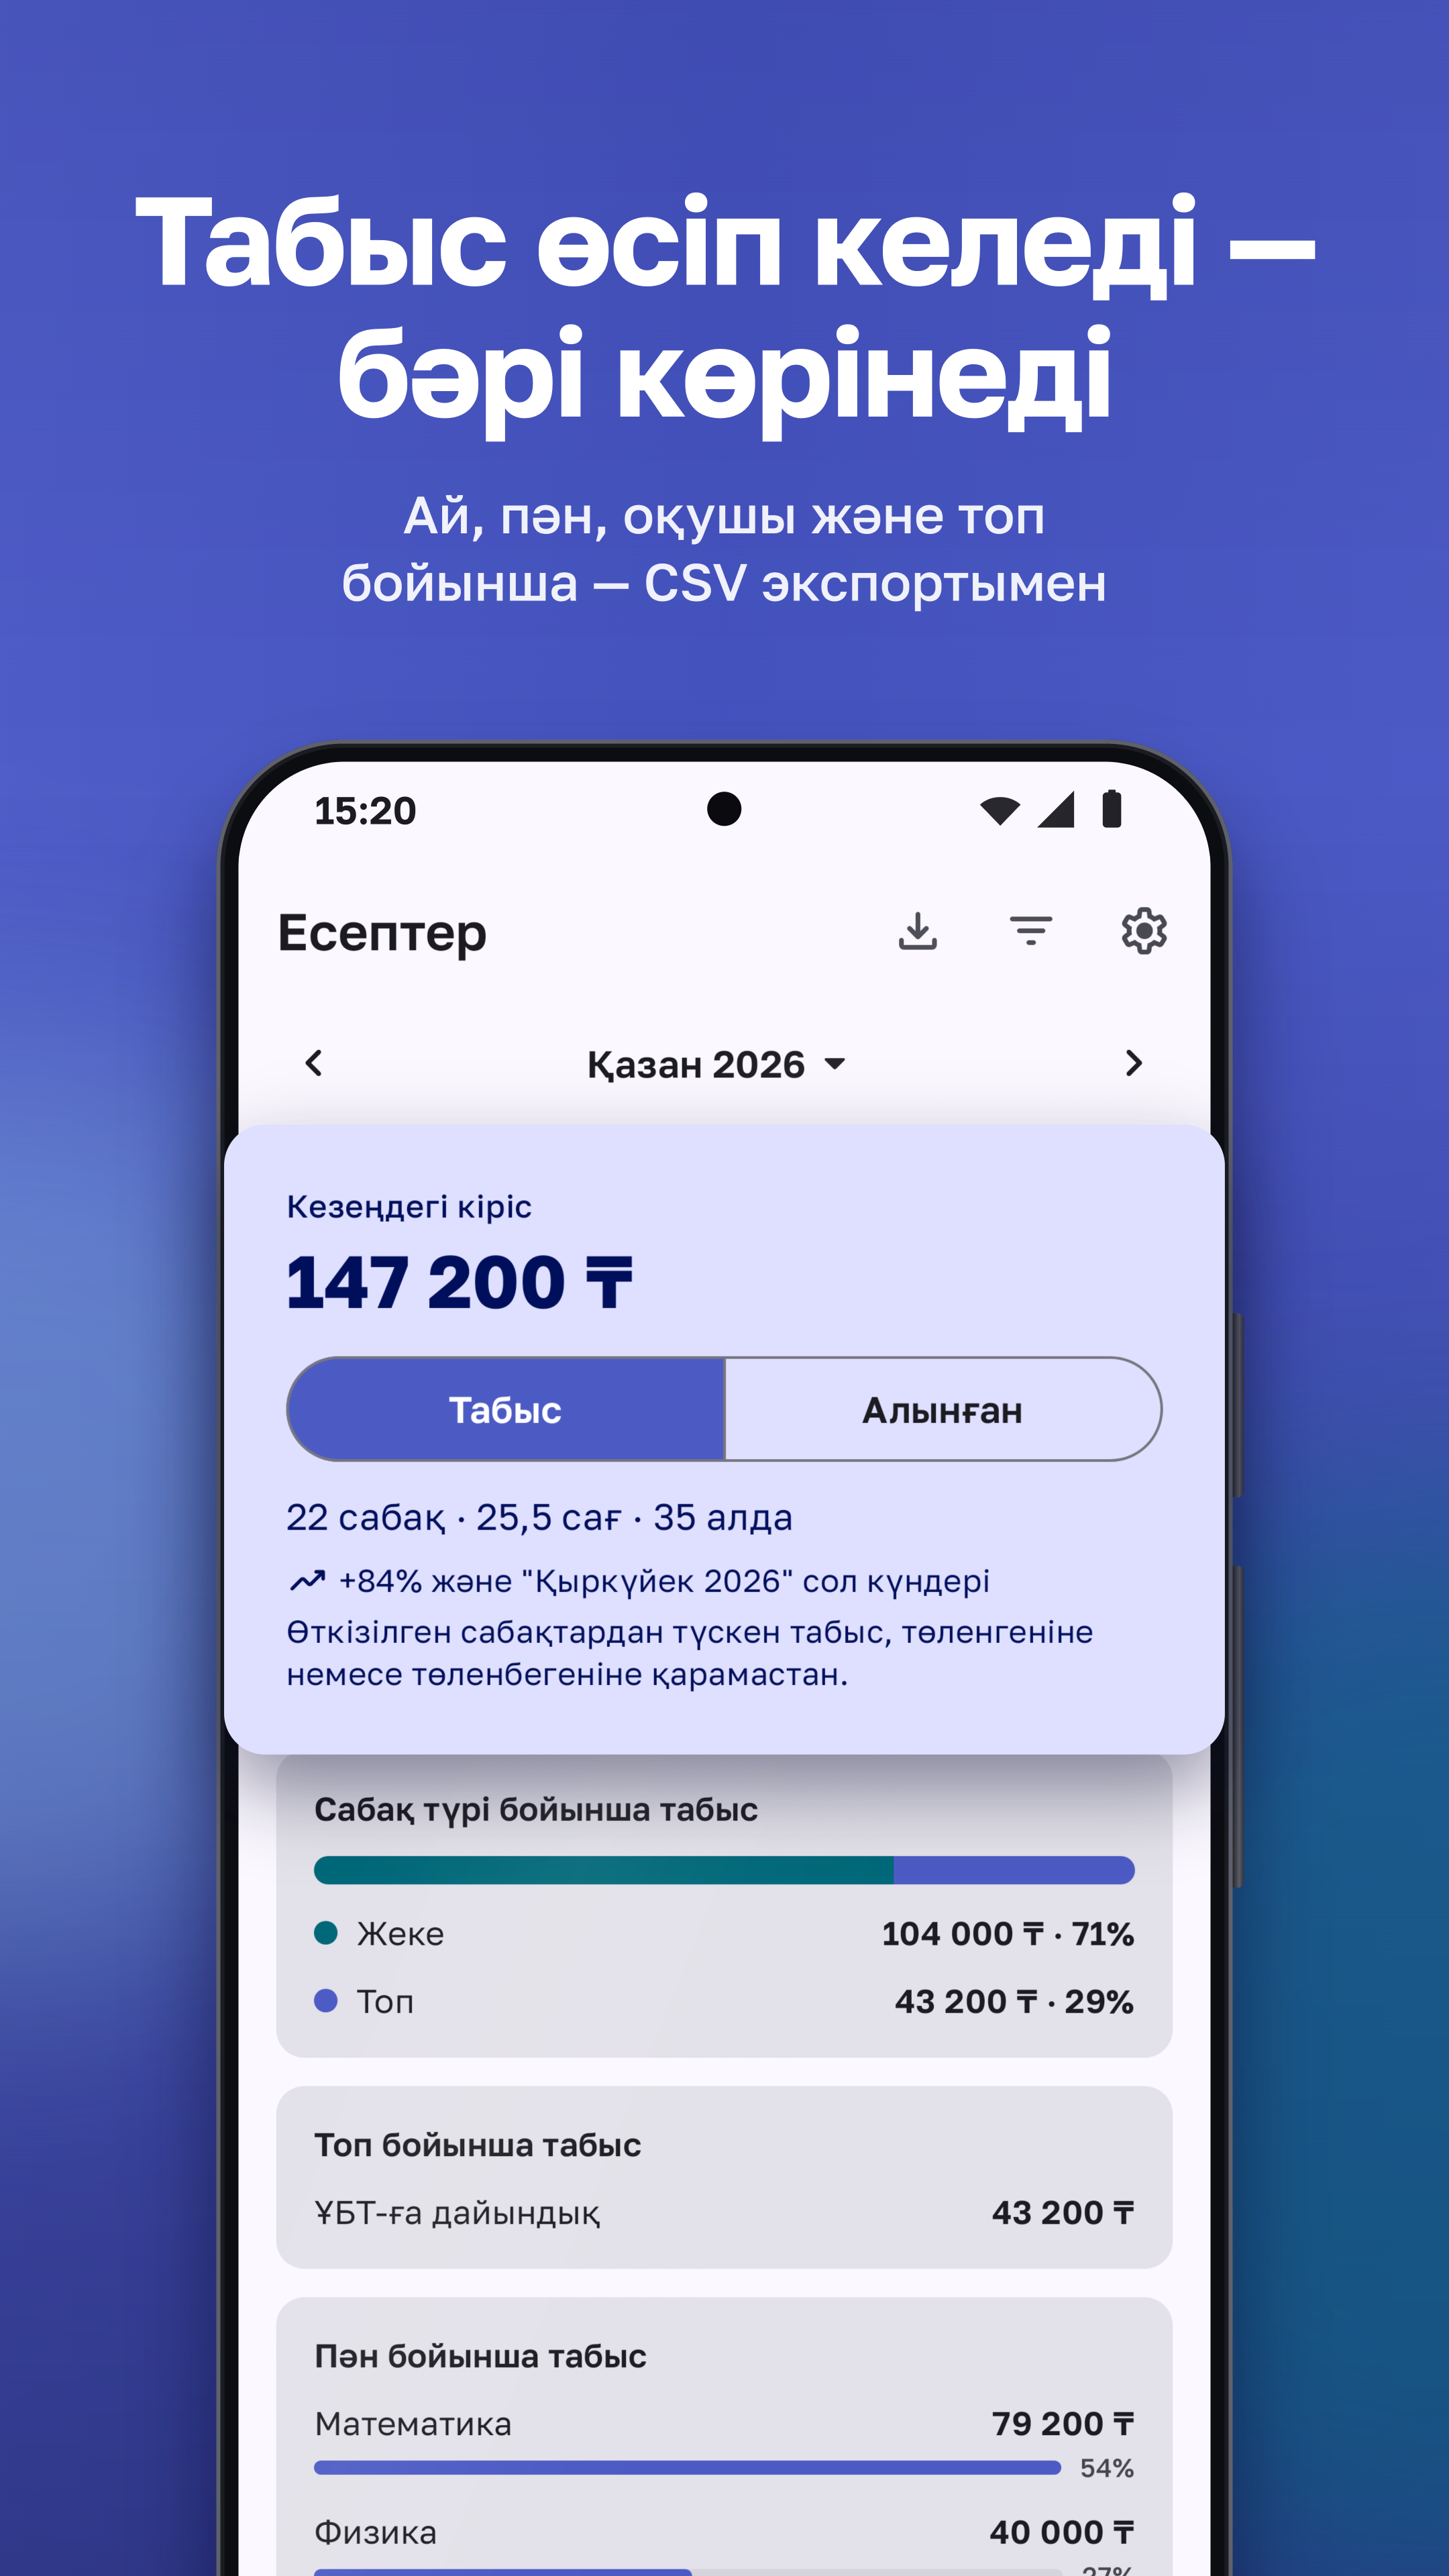 Табыс өсіп келеді —
бәрі көрінеді
Ай, пән, оқушы және топ
бойынша — CSV экспортымен
15:20
Есептер
Қазан 2026
Кезеңдегі кіріс
147 200 ₸
Табыс
Алынған
22 сабақ · 25,5 сағ · 35 алда
+84% және "Қыркүйек 2026" сол күндері
Өткізілген сабақтардан түскен табыс, төленгеніне
немесе төленбегеніне қарамастан.
Сабақ түрі бойынша табыс
Жеке 104 000 ₸ · 71%
Топ 43 200 ₸ · 29%
Топ бойынша табыс
ҰБТ-ға дайындық 43 200 ₸
Пән бойынша табыс
Математика 79 200 ₸
54%
Физика 40 000 ₸
27%